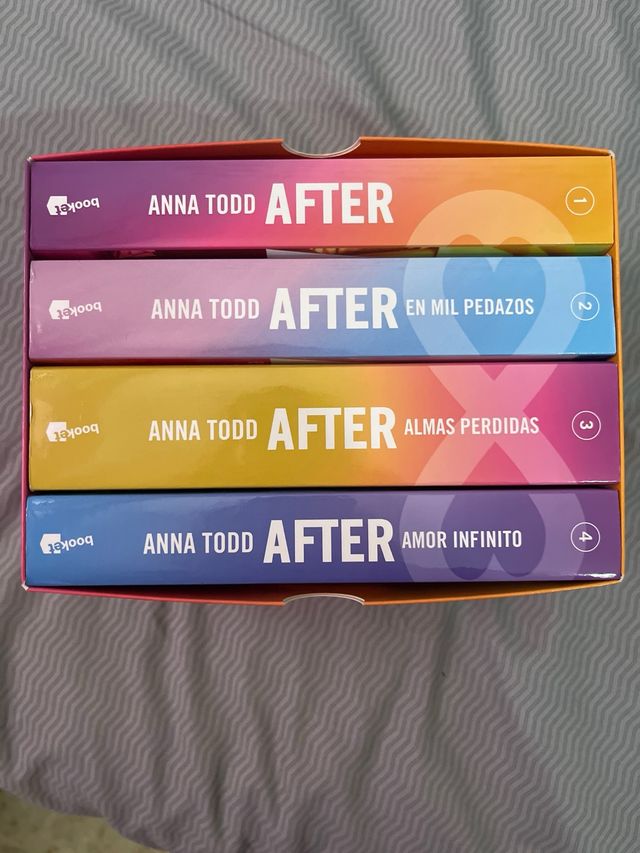 booket ANNA TODD AFTER 1
booket ANNA TODD AFTER EN MIL PEDAZOS 2
booket ANNA TODD AFTER ALMAS PERDIDAS 3
booket ANNA TODD AFTER AMOR INFINITO 4